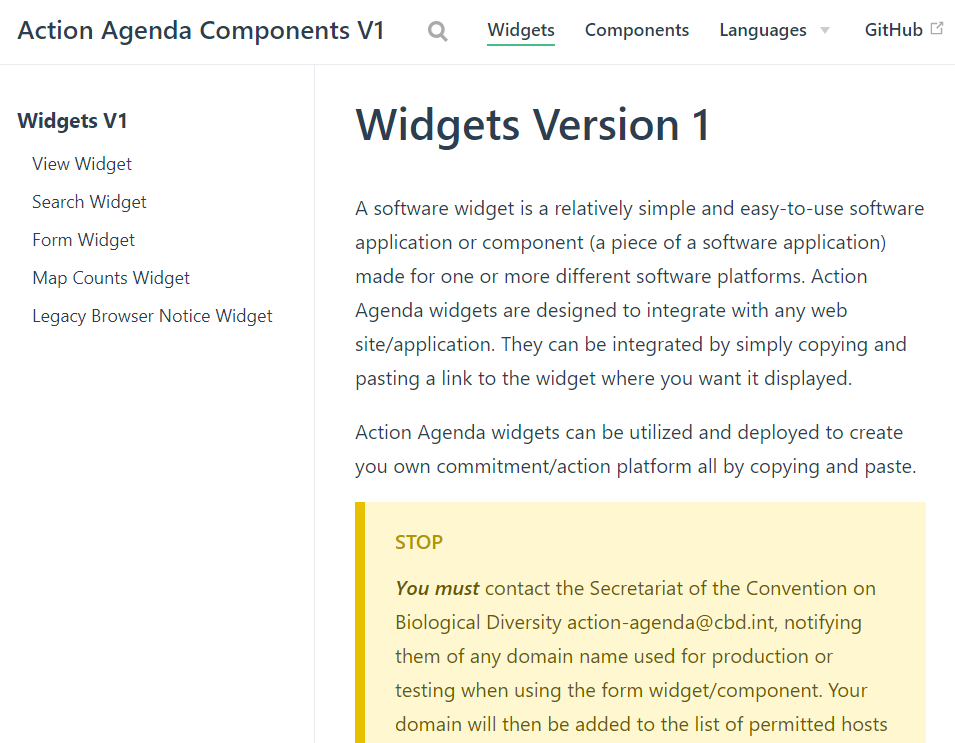 Action Agenda Components V1
Widgets
Components
Languages
GitHub
Widgets V1
View Widget
Search Widget
Form Widget
Map Counts Widget
Legacy Browser Notice Widget
Widgets Version 1
A software widget is a relatively simple and easy-to-use software
application or component (a piece of a software application)
made for one or more different software platforms. Action
Agenda widgets are designed to integrate with any web
site/application. They can be integrated by simply copying and
pasting a link to the widget where you want it displayed.
Action Agenda widgets can be utilized and deployed to create
you own commitment/action platform all by copying and paste.
STOP
You must contact the Secretariat of the Convention on
Biological Diversity action-agenda@cbd.int, notifying
them of any domain name used for production or
testing when using the form widget/component. Your
domain will then be added to the list of permitted hosts